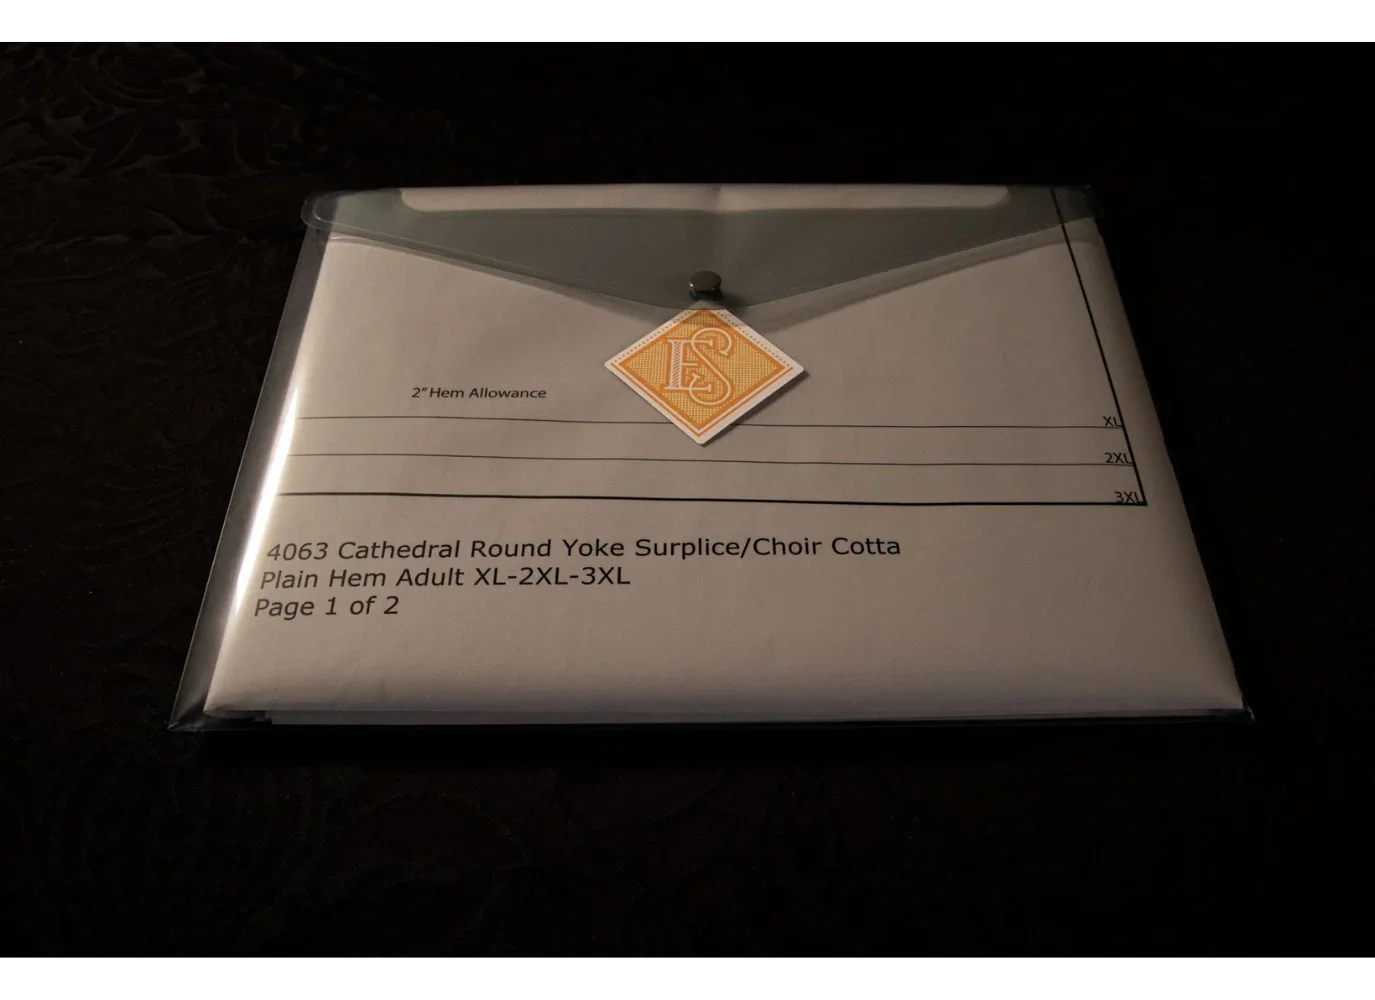 ES
2" Hem Allowance
XL
2XL
3XL
4063 Cathedral Round Yoke Surplice/Choir Cotta
Plain Hem Adult XL-2XL-3XL
Page 1 of 2